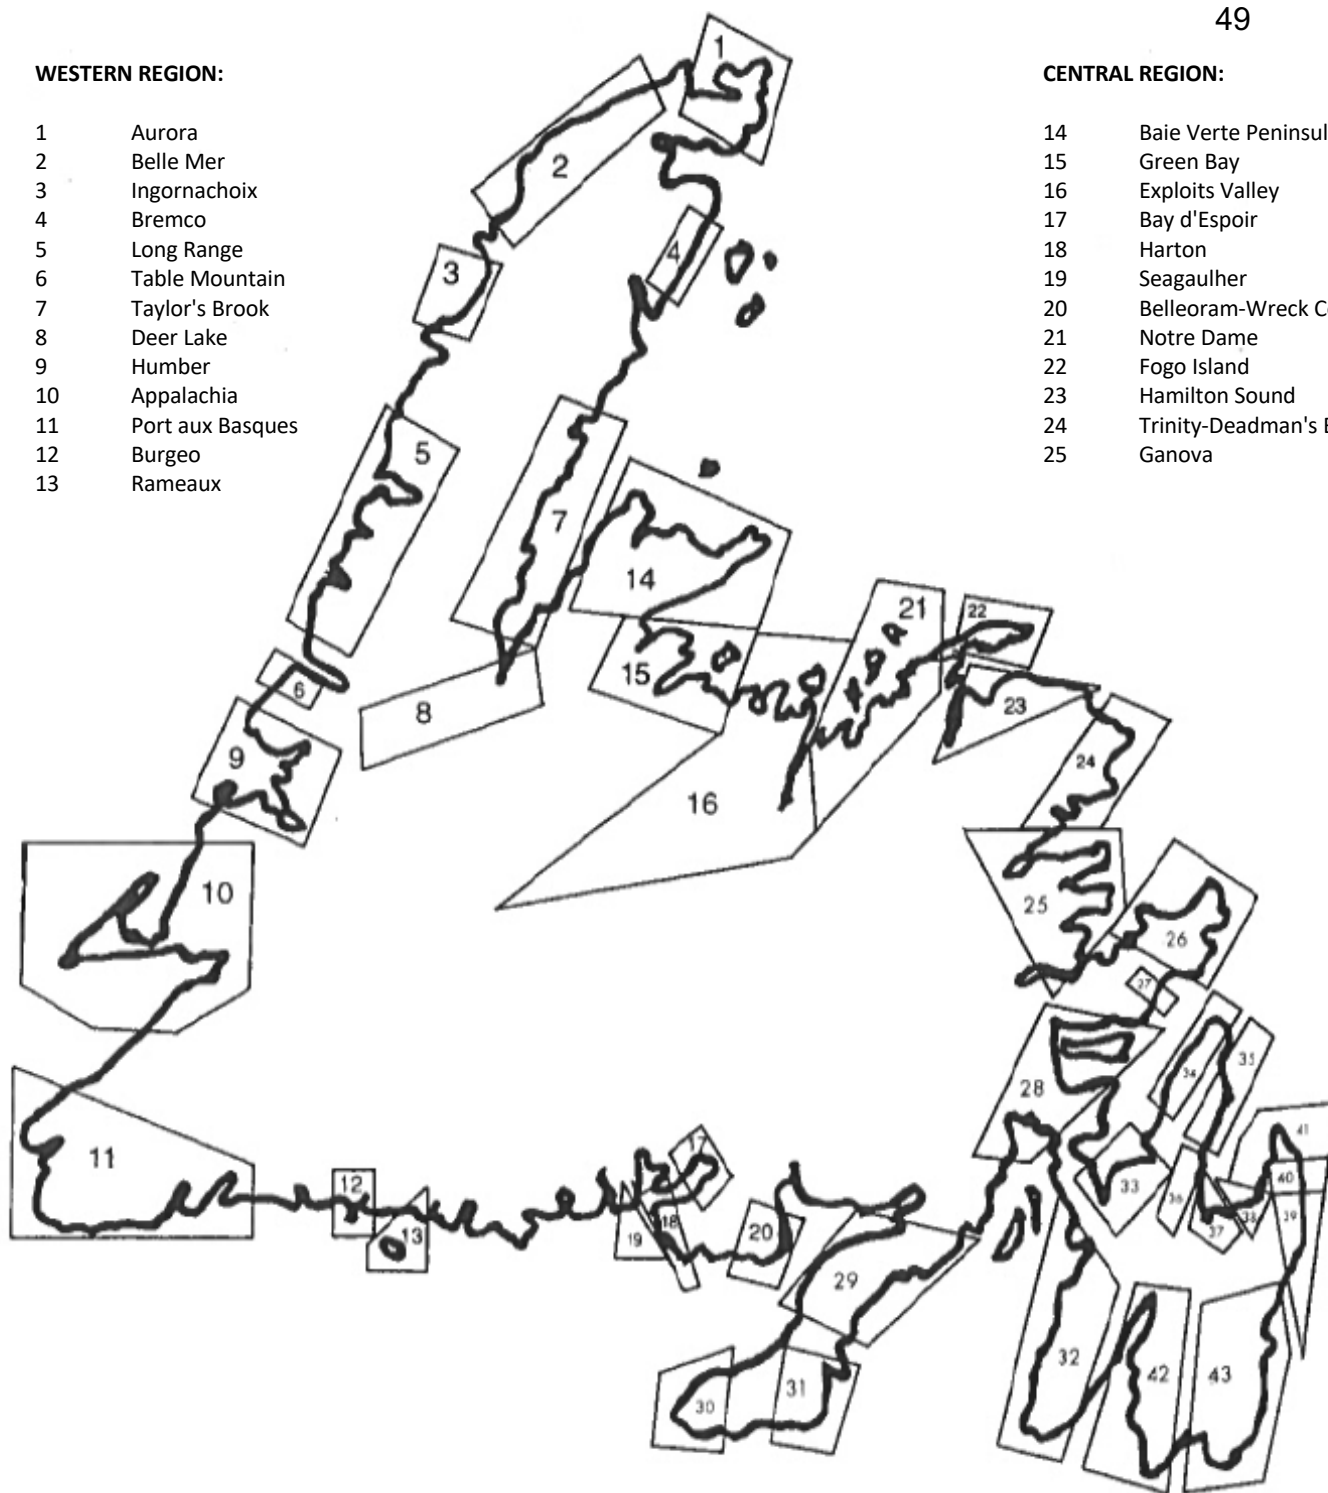 49
WESTERN REGION:
1 Aurora
2 Belle Mer
3 Ingornachoix
4 Bremco
5 Long Range
6 Table Mountain
7 Taylor's Brook
8 Deer Lake
9 Humber
10 Appalachia
11 Port aux Basques
12 Burgeo
13 Rameaux
CENTRAL REGION:
14 Baie Verte Peninsul
15 Green Bay
16 Exploits Valley
17 Bay d'Espoir
18 Harton
19 Seagaulher
20 Belleoram-Wreck C
21 Notre Dame
22 Fogo Island
23 Hamilton Sound
24 Trinity-Deadman's
25 Ganova
1
2
3
4
5
7
14
21
22
6
15
8
23
9
24
16
10
25
26
27
35
34
28
41
11
17
40
12
33
36
18
38
39
13
19
20
37
29
32
42
43
31
30